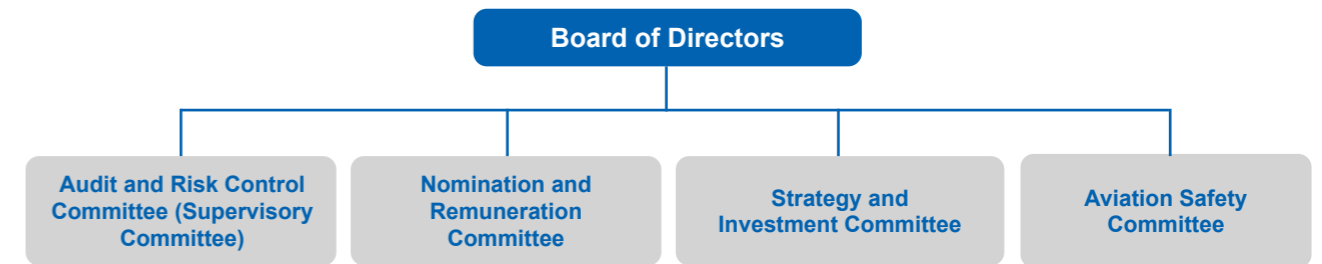 Board of Directors
Audit and Risk Control
Committee (Supervisory
Committee)
Nomination and
Remuneration
Committee
Strategy and
Investment Committee
Aviation Safety
Committee